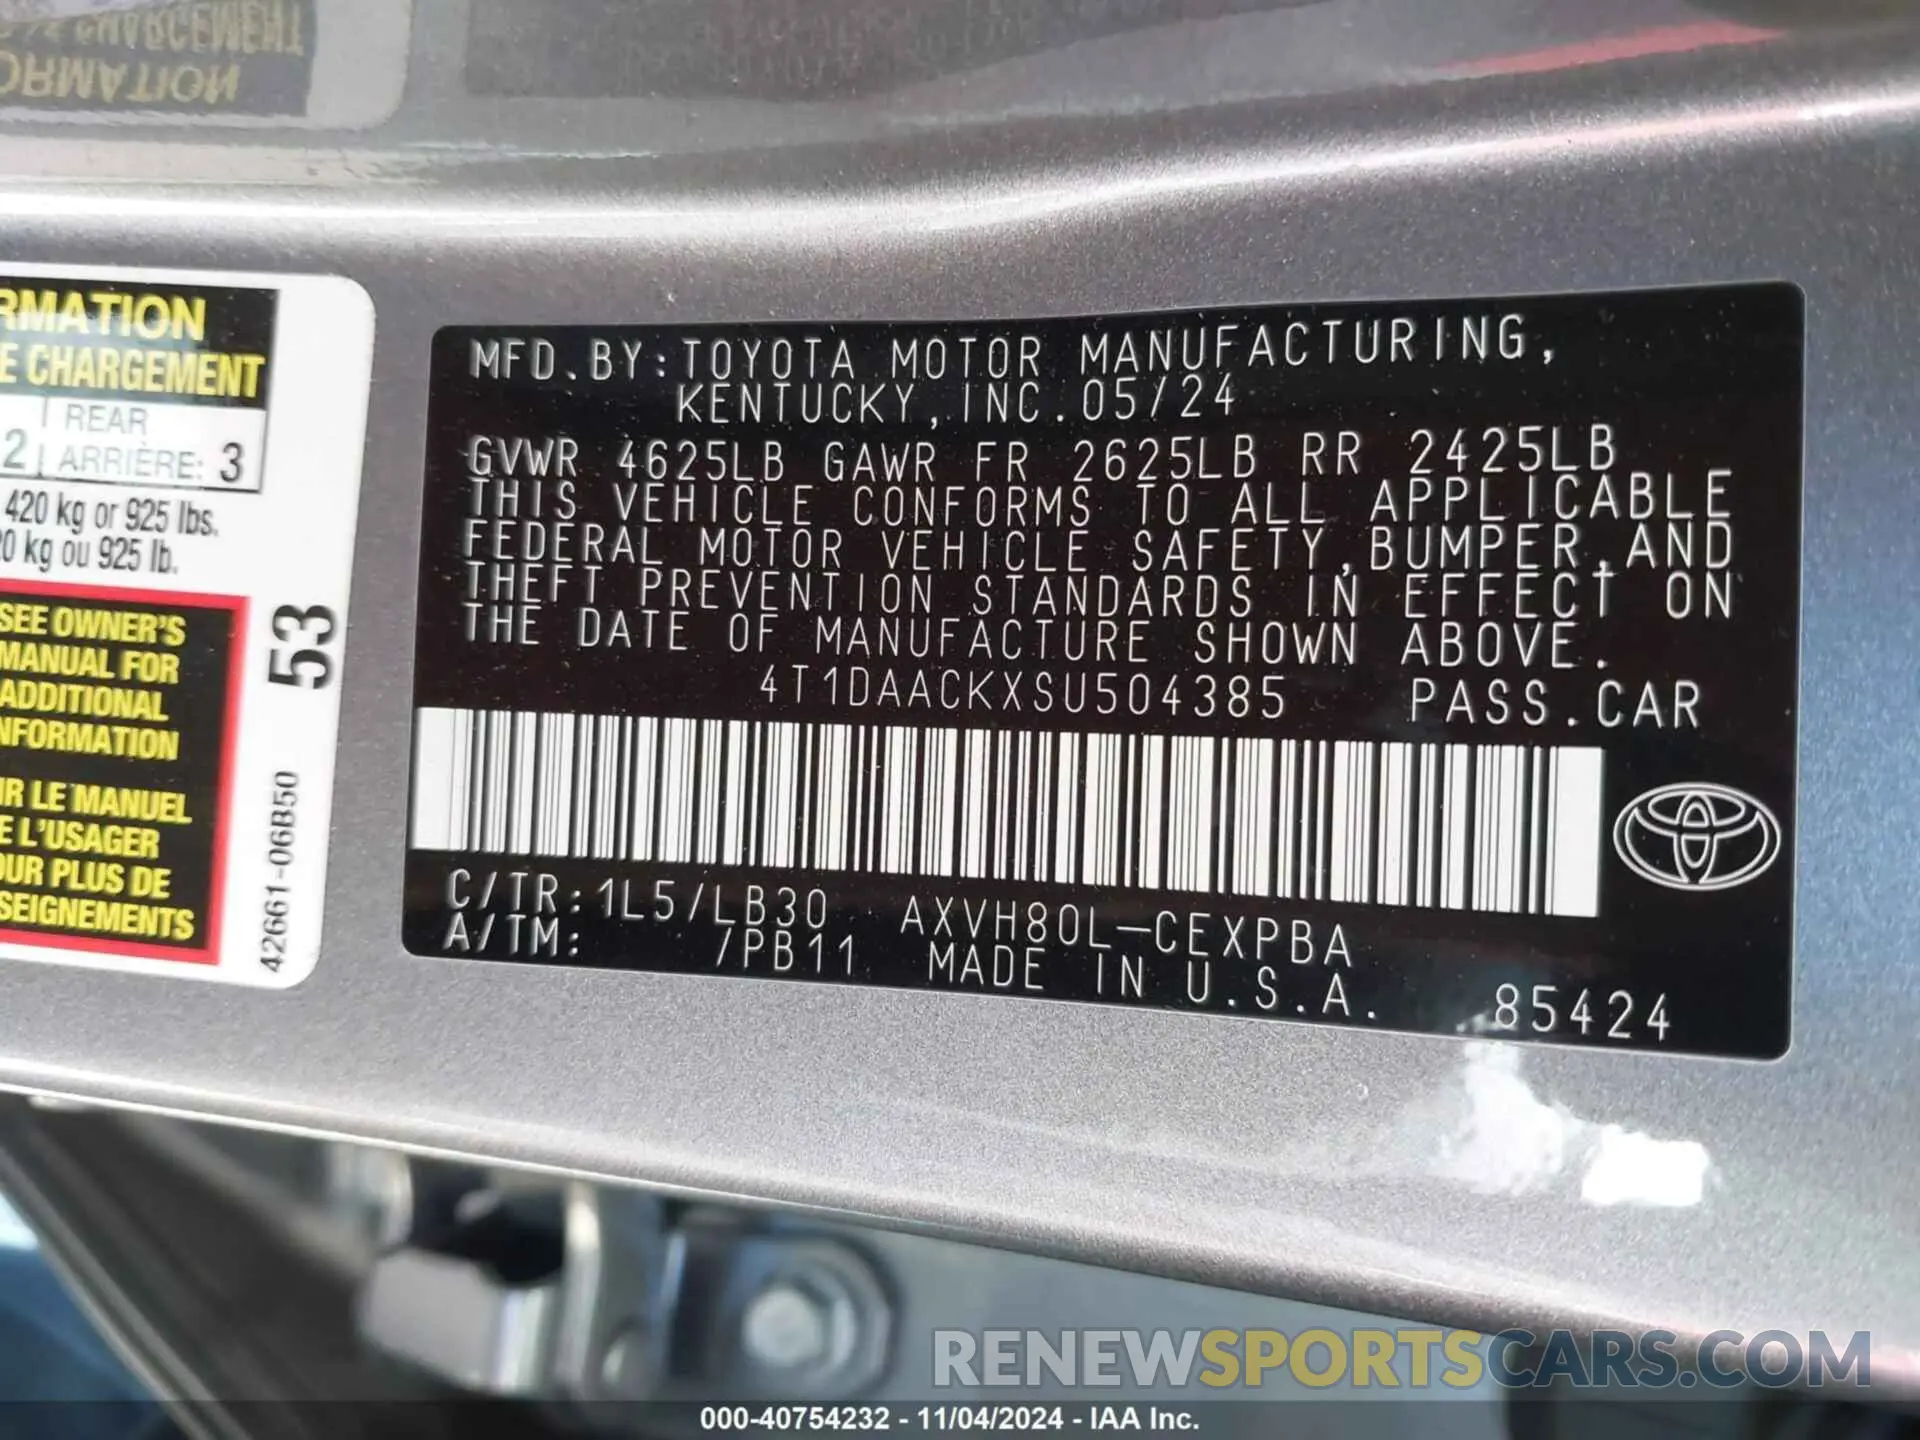 RMATION
E CHARGEMENT
2 REAR
ARRIÈRE: 3
420 kg or 925 lbs.
0 kg ou 925 lb.
SEE OWNER'S
MANUAL FOR
ADDITIONAL
NFORMATION
IR LE MANUEL
E L'USAGER
OUR PLUS DE
SEIGNEMENTS
53
42661-06B50
MFD.BY:TOYOTA MOTOR MANUFACTURING,
KENTUCKY,INC.05/24
GVWR 4625LB GAWR FR 2625LB RR 2425LB
THIS VEHICLE CONFORMS TO ALL APPLICABLE
FEDERAL MOTOR VEHICLE SAFETY,BUMPER,AND
THEFT PREVENTION STANDARDS IN EFFECT ON
THE DATE OF MANUFACTURE SHOWN ABOVE.
4T1DAACKXSU504385 PASS.CAR
C/TR:1L5/LB30 AXVH80L-CEXPBA
A/TM: /PB11 MADE IN U.S.A.
85424
RENEWSPORTSCARS.COM
000-40754232 - 11/04/2024 - IAA Inc.